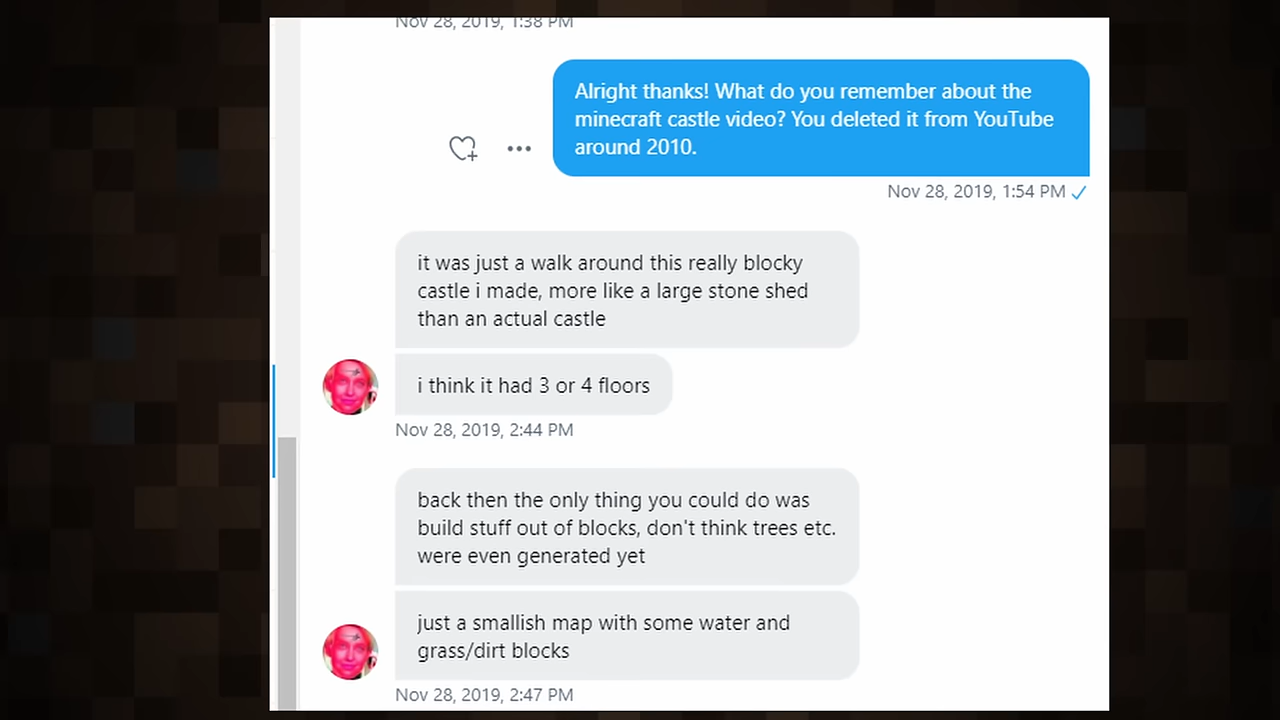 Nov 28, 2019, 1:38 PM
Alright thanks! What do you remember about the
minecraft castle video? You deleted it from YouTube
around 2010.
Nov 28, 2019, 1:54 PM
it was just a walk around this really blocky
castle i made, more like a large stone shed
than an actual castle
i think it had 3 or 4 floors
Nov 28, 2019, 2:44 PM
back then the only thing you could do was
build stuff out of blocks, don't think trees etc.
were even generated yet
just a smallish map with some water and
grass/dirt blocks
Nov 28, 2019, 2:47 PM